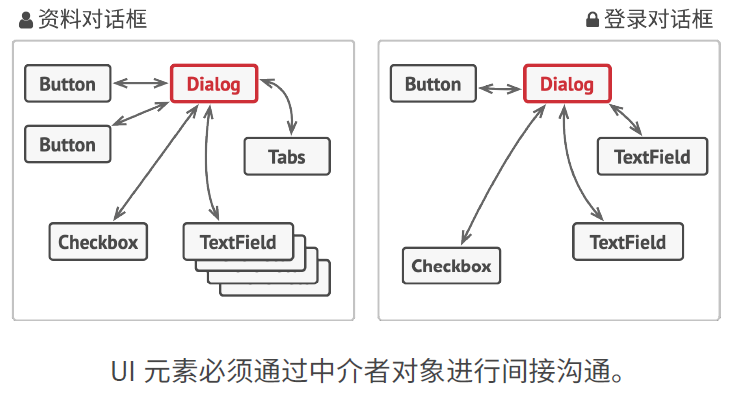 资料对话框
Button
Dialog
Button
Tabs
Checkbox
TextField
登录对话框
Button
Dialog
TextField
TextField
Checkbox
UI 元素必须通过中介者对象进行间接沟通。